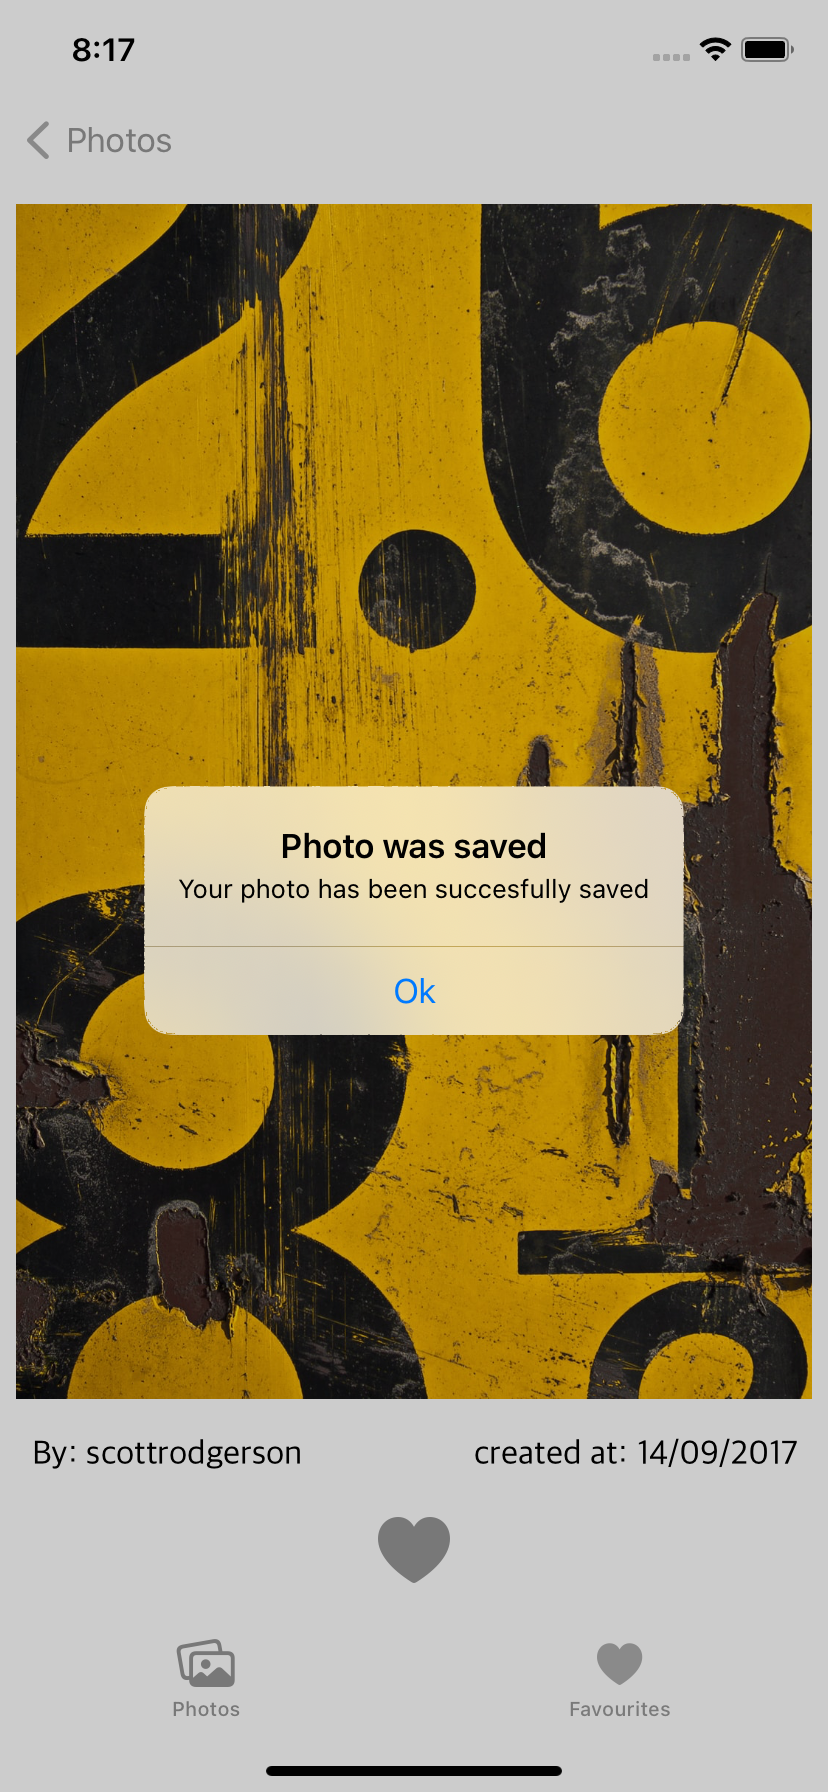 8:17
Photos
2.
Photo was saved
Your photo has been succesfully saved
Ok
By: scottrodgerson
created at: 14/09/2017
Photos
Favourites